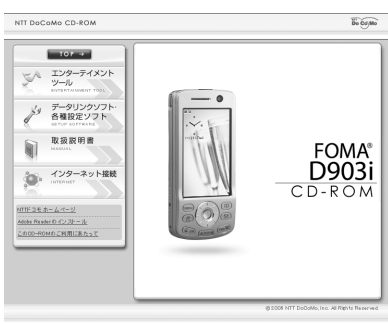 NTT DoCoMo CD-ROM
DoCoMo
TOP
エンターテイメント
ツール
ENTERTAINMENT TOOL
データリンクソフト・
各種設定ソフト
SETUP SOFTWARE
取扱説明書
MANUAL
インターネット接続
INTERNET
NTTドコモ ホームページ
Adobe Readerのインストール
このCD-ROMのご利用にあたって
FOMA®
D903i
CD-ROM
© 2006 NTT DoCoMo, Inc. All Rights Reserved.